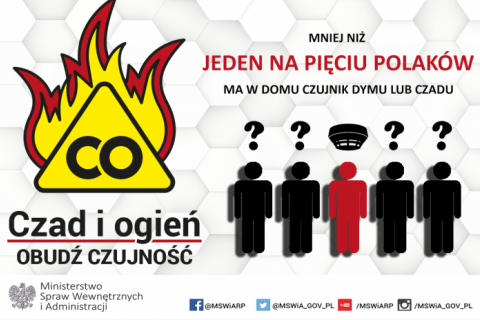 CO
Czad i ogień
OBUDŹ CZUJNOŚĆ
MNIEJ NIŻ
JEDEN NA PIĘCIU POLAKÓW
MA W DOMU CZUJNIK DYMU LUB CZADU
? ? ? ?
Ministerstwo
Spraw Wewnętrznych
i Administracji
@MSWiARP @MSWiA_GOV_PL /MSWiARP /MSWiA_GOV_PL